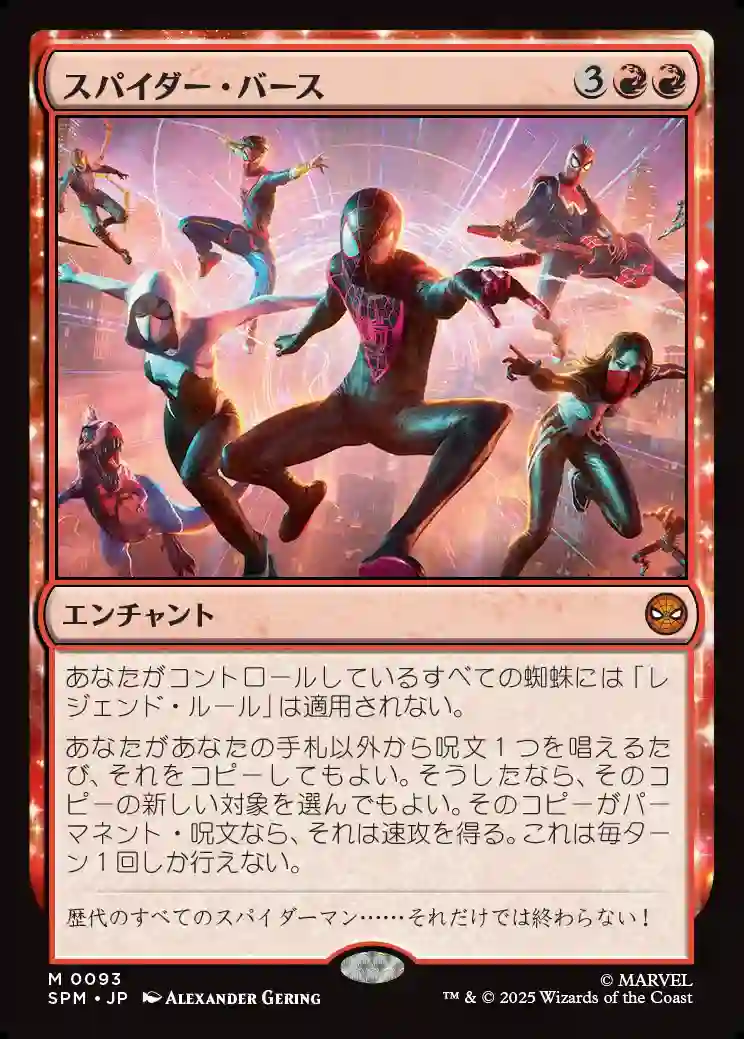 スパイダー・バース 3
エンチャント
あなたがコントロールしているすべての蜘蛛には「レ
ジェンド・ルール」は適用されない。
あなたがあなたの手札以外から呪文1つを唱えるた
び、それをコピーしてもよい。そうしたなら、そのコ
ピーの新しい対象を選んでもよい。そのコピーがパー
マネント・呪文なら、それは速攻を得る。これは毎ター
ン1回しか行えない。
歴代のすべてのスパイダーマン……それだけでは終わらない！
M 0093
SPM • JP ALEXANDER GERING
© MARVEL
™ & © 2025 Wizards of the Coast